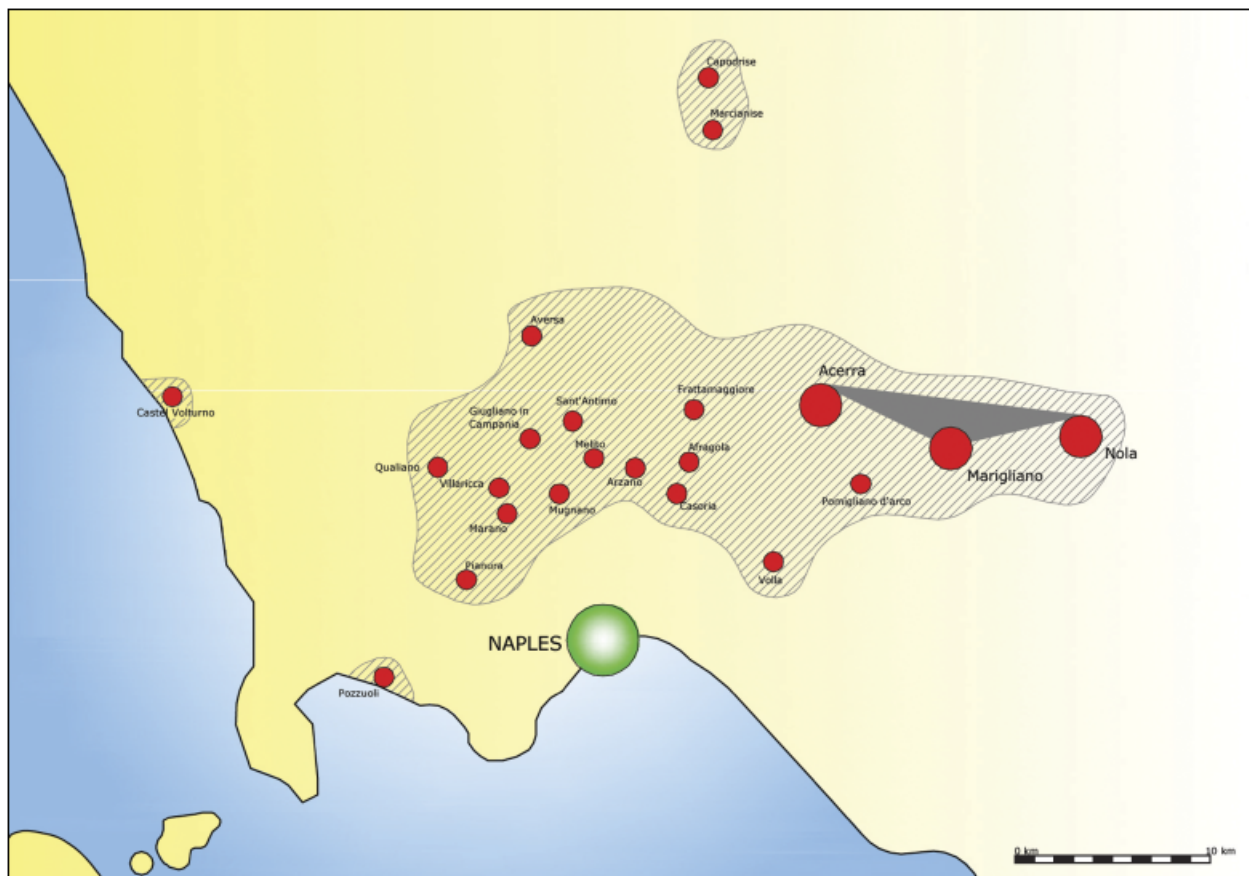 Capodrise
Marcianise
Aversa
Acerra
Castel Volturno
Frattamaggiore
Sant'Antimo
Giugliano in
Campania
Melito
Afragola
Nola
Qualiano
Villaricca
Arzano
Marigliano
Mugnano
Casoria
Pomigliano d'arco
Marano
Pianura
Volla
NAPLES
Pozzuoli
0 km 10 km